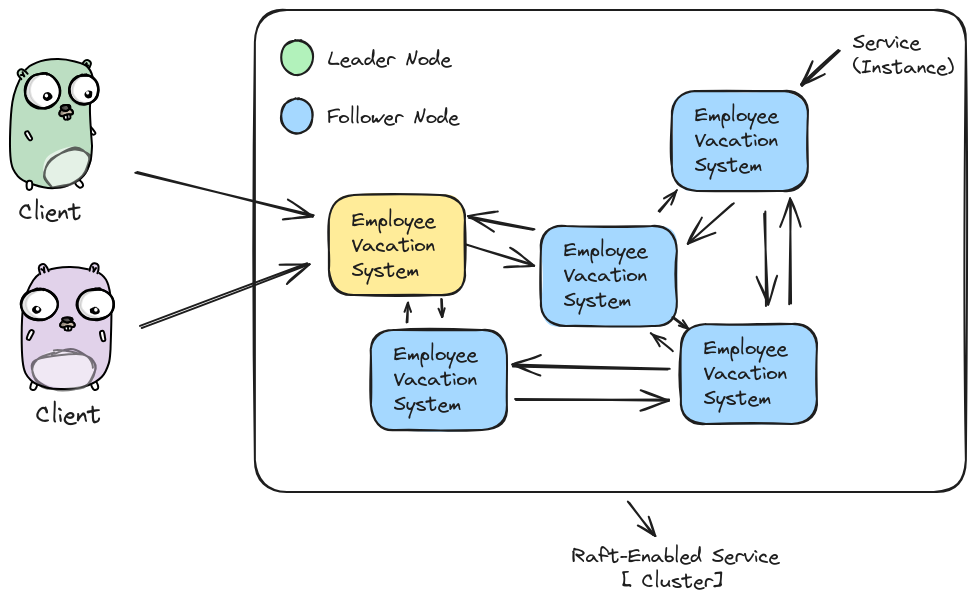 Leader Node
Follower Node
Service
(Instance)
Employee
Vacation
System
Client
Employee
Vacation
System
Employee
Vacation
System
Employee
Vacation
System
Employee
Vacation
System
Client
Raft-Enabled Service
[ Cluster]